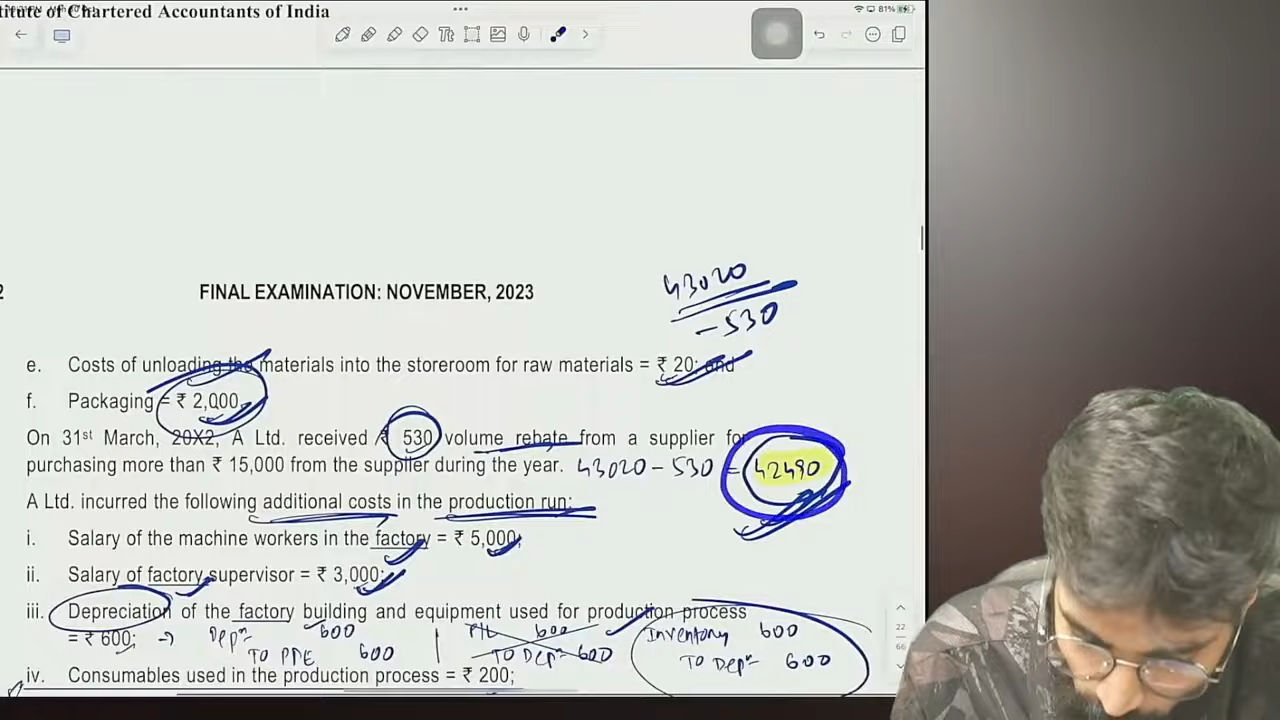 titute of Chartered Accountants of India
81%
2
FINAL EXAMINATION: NOVEMBER, 2023
43020
- 530
e. Costs of unloading the materials into the storeroom for raw materials = ₹ 20; and
f. Packaging = ₹ 2,000.
On 31st March, 20X2, A Ltd. received ₹ 530 volume rebate from a supplier for
purchasing more than ₹ 15,000 from the supplier during the year. 43020 - 530 = 42490
A Ltd. incurred the following additional costs in the production run:
i. Salary of the machine workers in the factory = ₹ 5,000;
ii. Salary of factory supervisor = ₹ 3,000;
iii. Depreciation of the factory building and equipment used for production process
= ₹ 600; → Depn 600 P/L 600 Inventory 600
TO PPE 600 TO Depn 600 TO Depn 600
iv. Consumables used in the production process = ₹ 200;
22
66